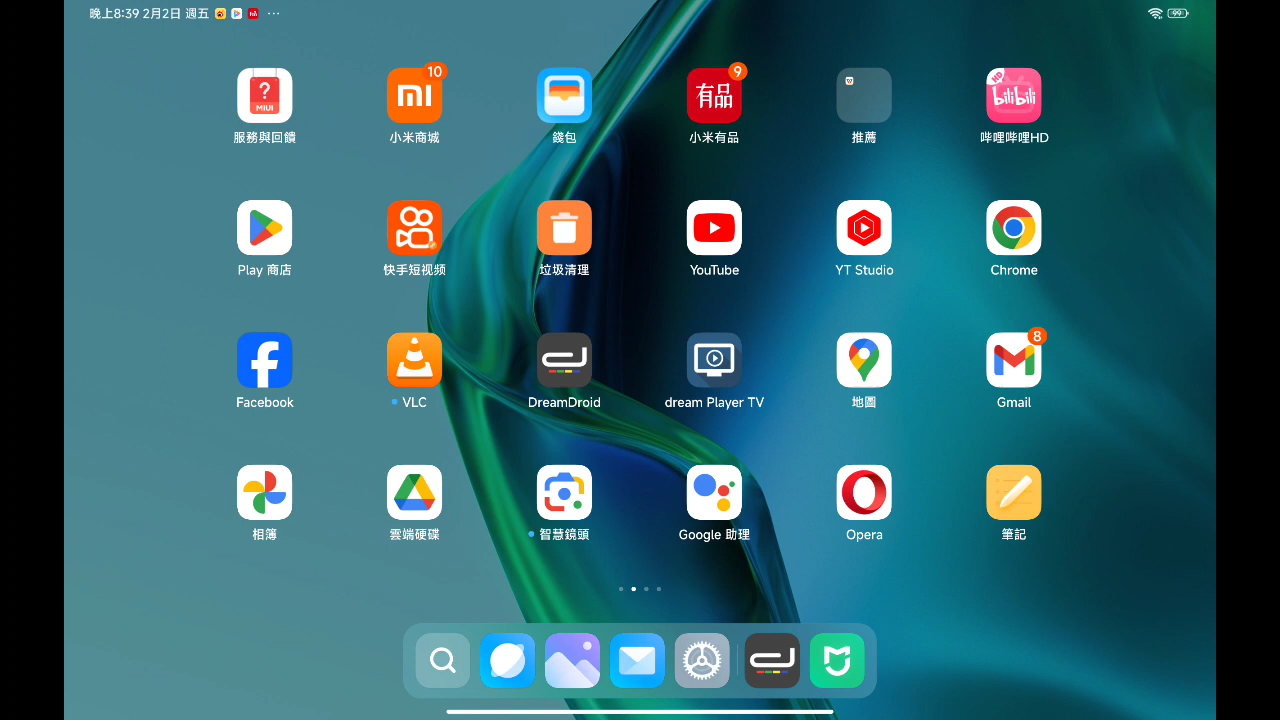 晚上8:39 2月2日 週五 ···
99
10
9
MIUI
有品
HD
bilibili
服務與回饋 小米商城 錢包 小米有品 推薦 哔哩哔哩HD
Play 商店 快手短视频 垃圾清理 YouTube YT Studio Chrome
8
Facebook VLC DreamDroid dream Player TV 地圖 Gmail
相簿 雲端硬碟 智慧鏡頭 Google 助理 Opera 筆記